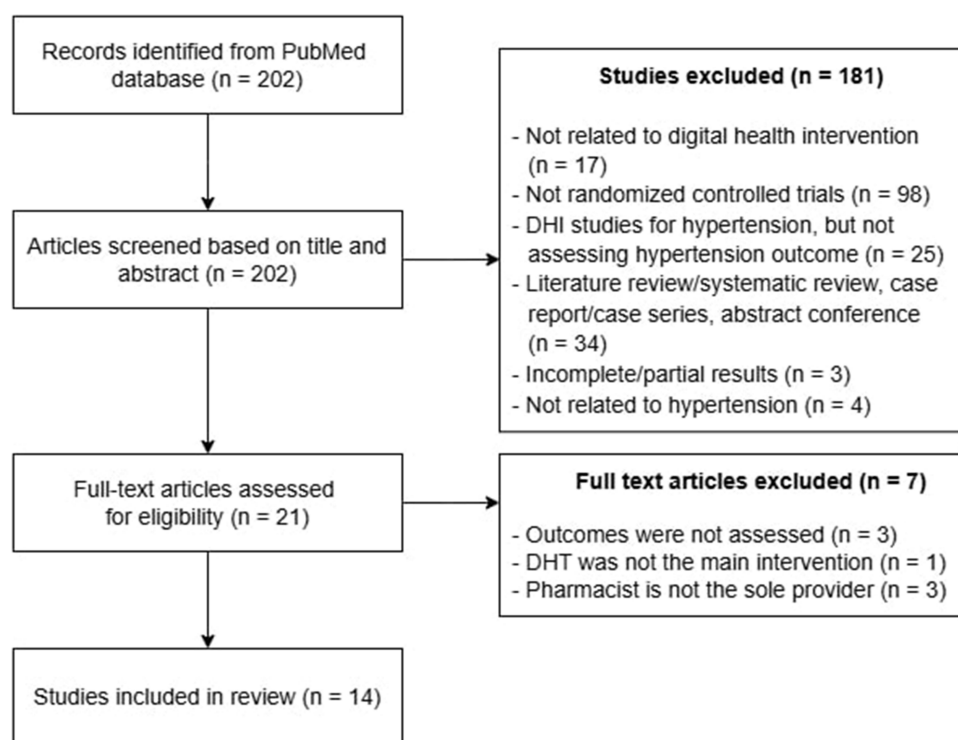 Records identified from PubMed
database (n = 202)
Studies excluded (n = 181)
- Not related to digital health intervention
(n = 17)
- Not randomized controlled trials (n = 98)
- DHI studies for hypertension, but not
assessing hypertension outcome (n = 25)
- Literature review/systematic review, case
report/case series, abstract conference
(n = 34)
- Incomplete/partial results (n = 3)
- Not related to hypertension (n = 4)
Articles screened based on title and
abstract (n = 202)
Full-text articles assessed
for eligibility (n = 21)
Full text articles excluded (n = 7)
- Outcomes were not assessed (n = 3)
- DHT was not the main intervention (n = 1)
- Pharmacist is not the sole provider (n = 3)
Studies included in review (n = 14)